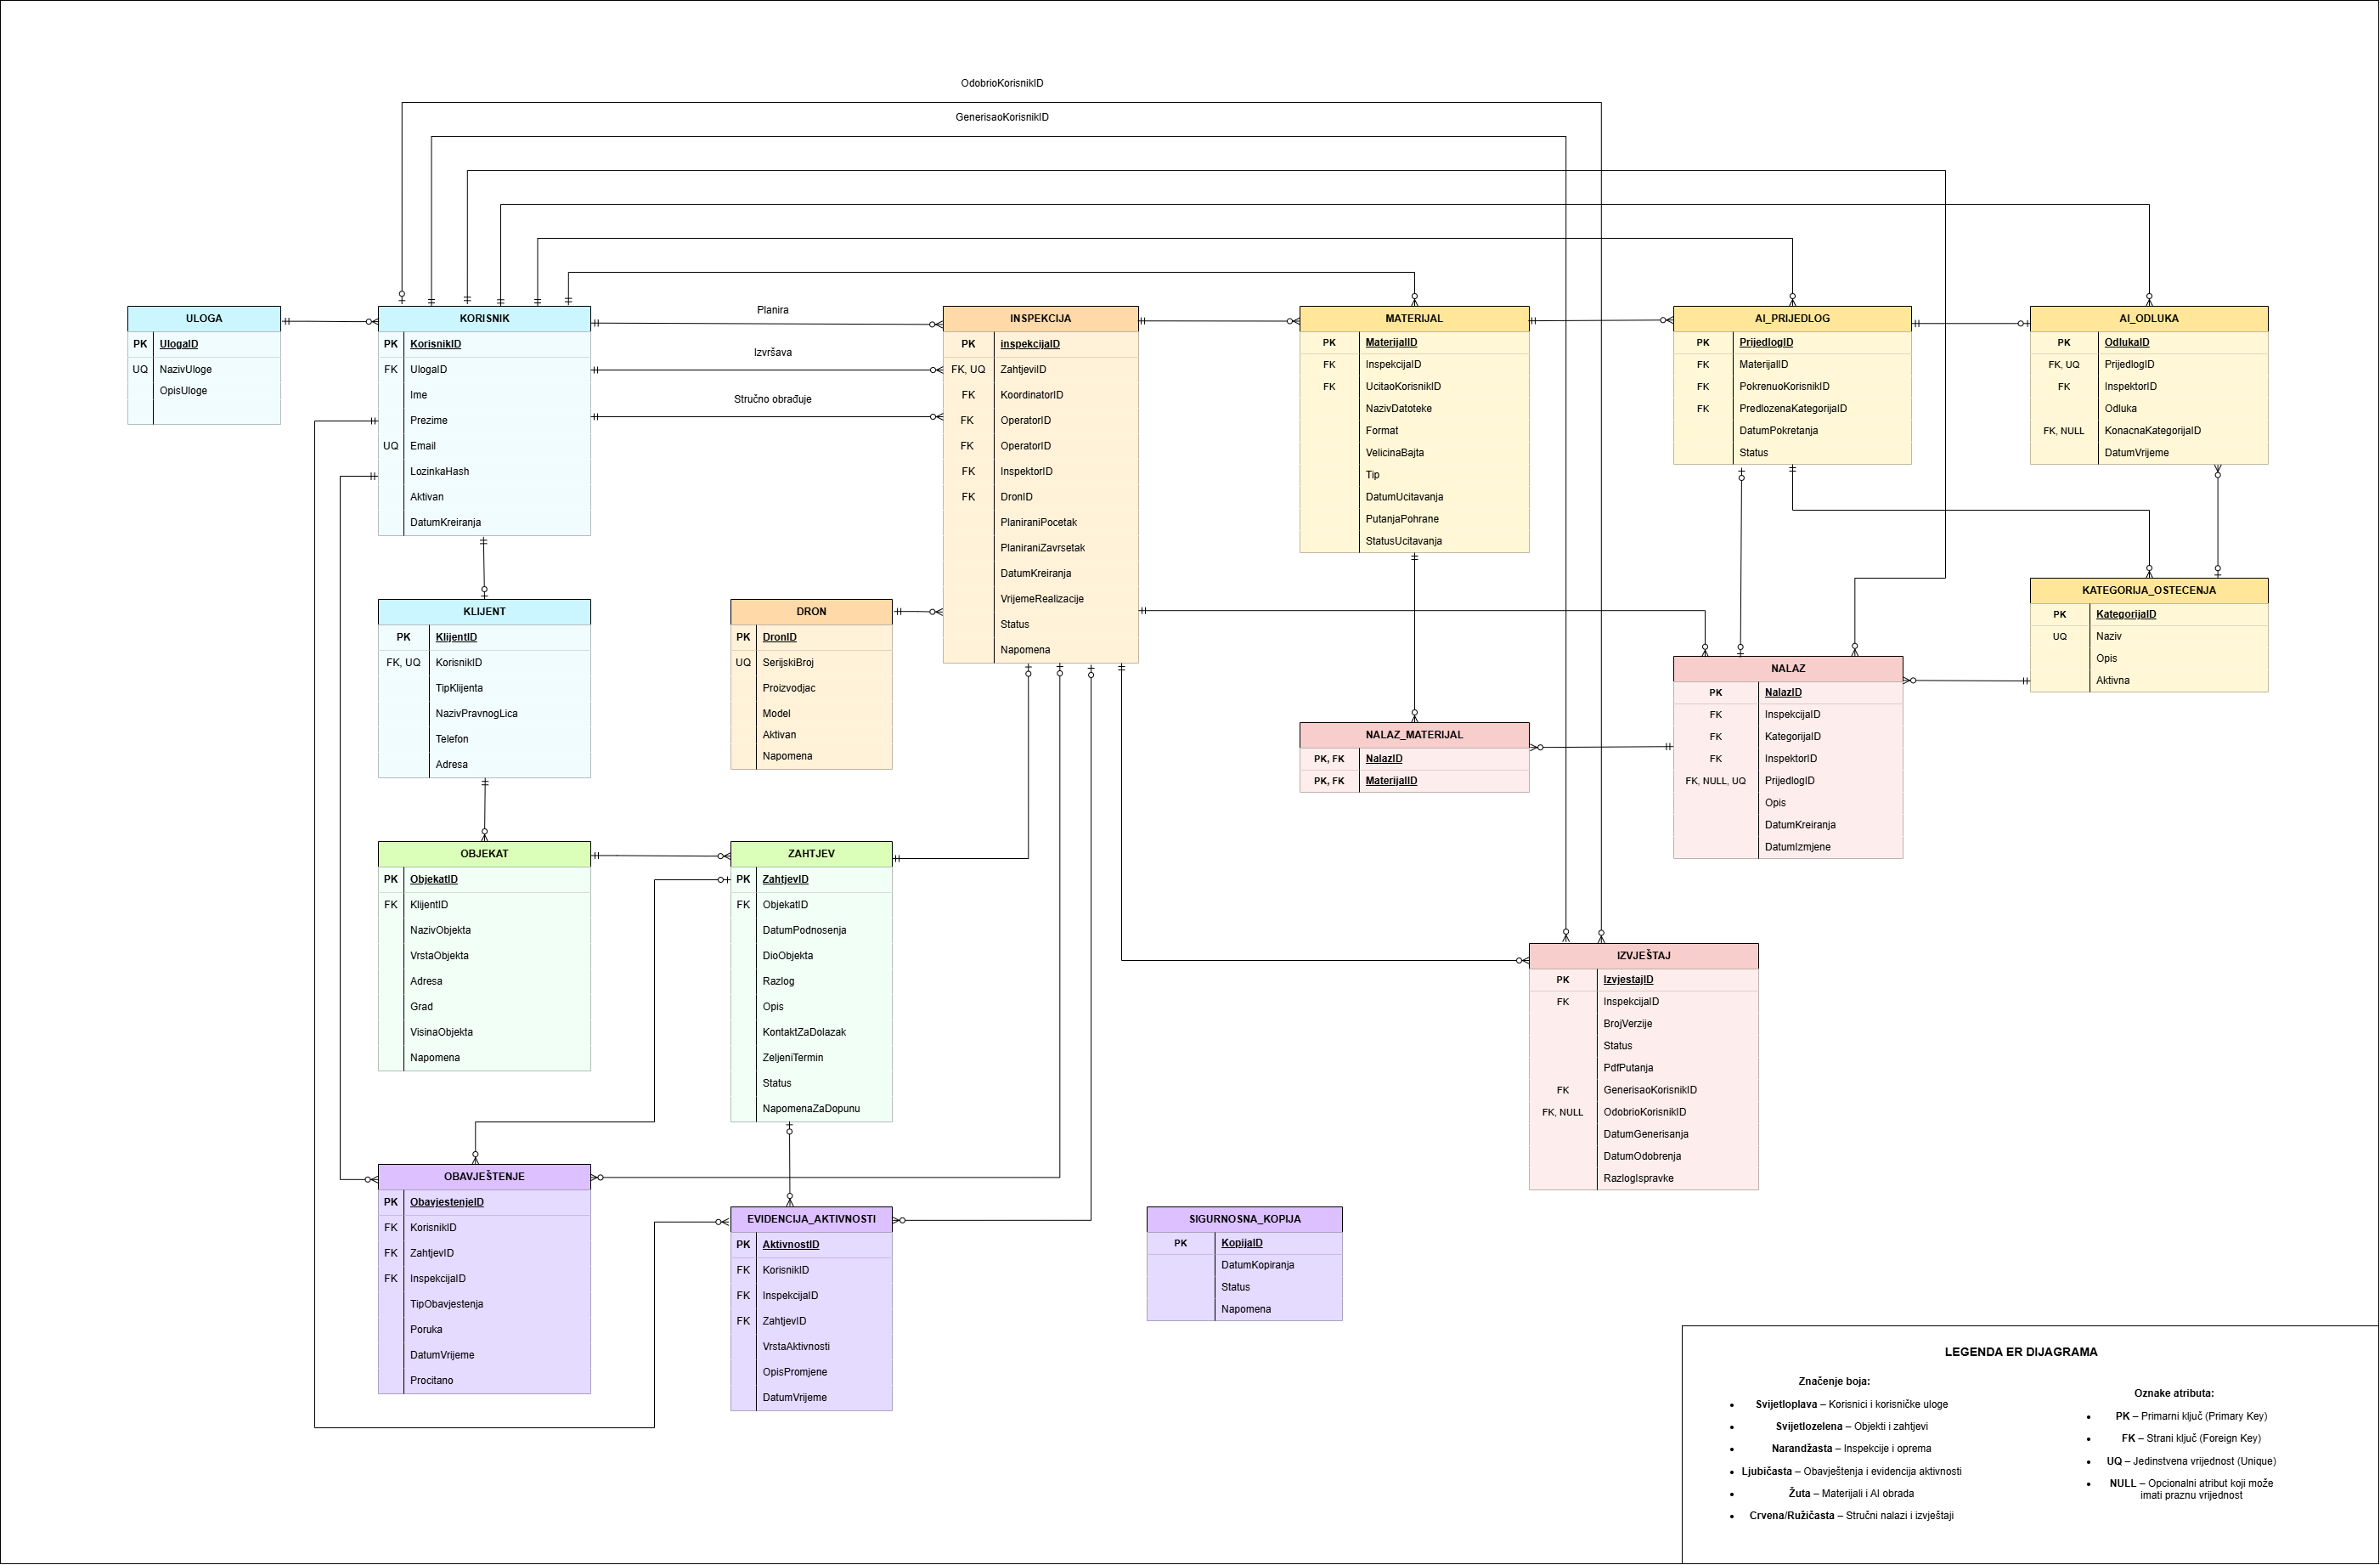 OdobrioKorisnikID
GenerisaoKorisnikID
Planira
Izvršava
Stručno obrađuje
ULOGA
PK UlogaID
UQ NazivUloge
OpisUloge
KORISNIK
PK KorisnikID
FK UlogaID
Ime
Prezime
UQ Email
LozinkaHash
Aktivan
DatumKreiranja
INSPEKCIJA
PK inspekcijaID
FK, UQ ZahtjeviID
FK KoordinatorID
FK OperatorID
FK OperatorID
FK InspektorID
FK DronID
PlaniraniPocetak
PlaniraniZavrsetak
DatumKreiranja
VrijemeRealizacije
Status
Napomena
MATERIJAL
PK MaterijalID
FK InspekcijaID
FK UcitaoKorisnikID
NazivDatoteke
Format
VelicinaBajta
Tip
DatumUcitavanja
PutanjaPohrane
StatusUcitavanja
AI_PRIJEDLOG
PK PrijedlogID
FK MaterijalID
FK PokrenuoKorisnikID
FK PredlozenaKategorijaID
DatumPokretanja
Status
AI_ODLUKA
PK OdlukaID
FK, UQ PrijedlogID
FK InspektorID
Odluka
FK, NULL KonacnaKategorijaID
DatumVrijeme
KLIJENT
PK KlijentID
FK, UQ KorisnikID
TipKlijenta
NazivPravnogLica
Telefon
Adresa
DRON
PK DronID
UQ SerijskiBroj
Proizvodjac
Model
Aktivan
Napomena
KATEGORIJA_OSTECENJA
PK KategorijaID
UQ Naziv
Opis
Aktivna
NALAZ
PK NalazID
FK InspekcijaID
FK KategorijaID
FK InspektorID
FK, NULL, UQ PrijedlogID
Opis
DatumKreiranja
DatumIzmjene
NALAZ_MATERIJAL
PK, FK NalazID
PK, FK MaterijalID
OBJEKAT
PK ObjekatID
FK KlijentID
NazivObjekta
VrstaObjekta
Adresa
Grad
VisinaObjekta
Napomena
ZAHTJEV
PK ZahtjevID
FK ObjekatID
DatumPodnosenja
DioObjekta
Razlog
Opis
KontaktZaDolazak
ZeljeniTermin
Status
NapomenaZaDopunu
IZVJEŠTAJ
PK IzvjestajID
FK InspekcijaID
BrojVerzije
Status
PdfPutanja
FK GenerisaoKorisnikID
FK, NULL OdobrioKorisnikID
DatumGenerisanja
DatumOdobrenja
RazlogIspravke
OBAVJEŠTENJE
PK ObavjestenjeID
FK KorisnikID
FK ZahtjevID
FK InspekcijaID
TipObavjestenja
Poruka
DatumVrijeme
Procitano
EVIDENCIJA_AKTIVNOSTI
PK AktivnostID
FK KorisnikID
FK InspekcijaID
FK ZahtjevID
VrstaAktivnosti
OpisPromjene
DatumVrijeme
SIGURNOSNA_KOPIJA
PK KopijaID
DatumKopiranja
Status
Napomena
LEGENDA ER DIJAGRAMA
Značenje boja:
• Svijetloplava – Korisnici i korisničke uloge
• Svijetlozelena – Objekti i zahtjevi
• Narandžasta – Inspekcije i oprema
• Ljubičasta – Obavještenja i evidencija aktivnosti
• Žuta – Materijali i AI obrada
• Crvena/Ružičasta – Stručni nalazi i izvještaji
Oznake atributa:
• PK – Primarni ključ (Primary Key)
• FK – Strani ključ (Foreign Key)
• UQ – Jedinstvena vrijednost (Unique)
• NULL – Opcionalni atribut koji može
imati praznu vrijednost